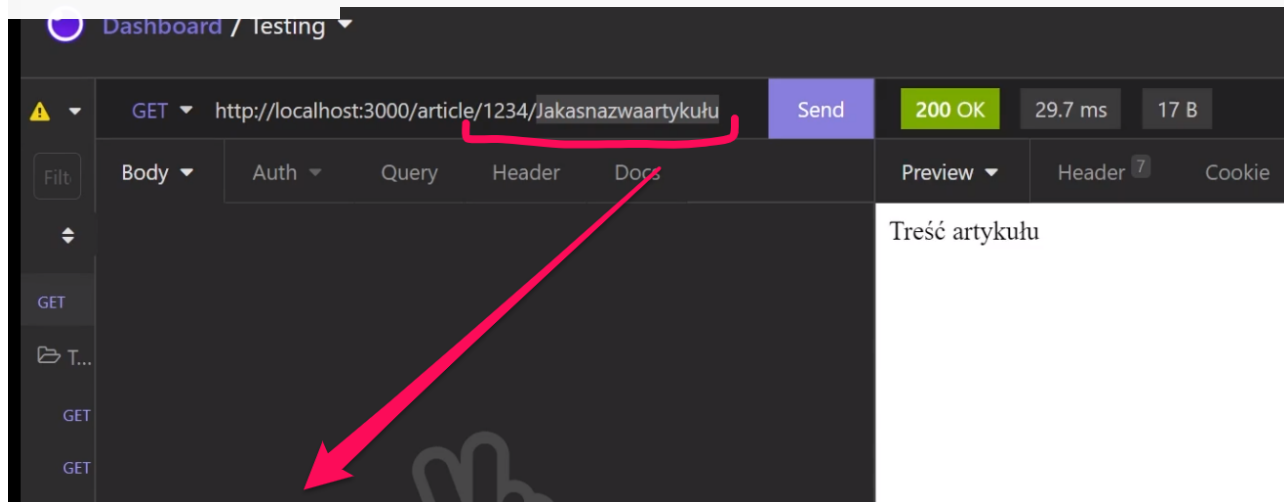 Dashboard / Testing
GET http://localhost:3000/article/1234/Jakasnazwaartykułu Send 200 OK 29.7 ms 17 B
Filt Body Auth Query Header Docs Preview Header 7 Cookie
Treść artykułu
GET
T...
GET
GET